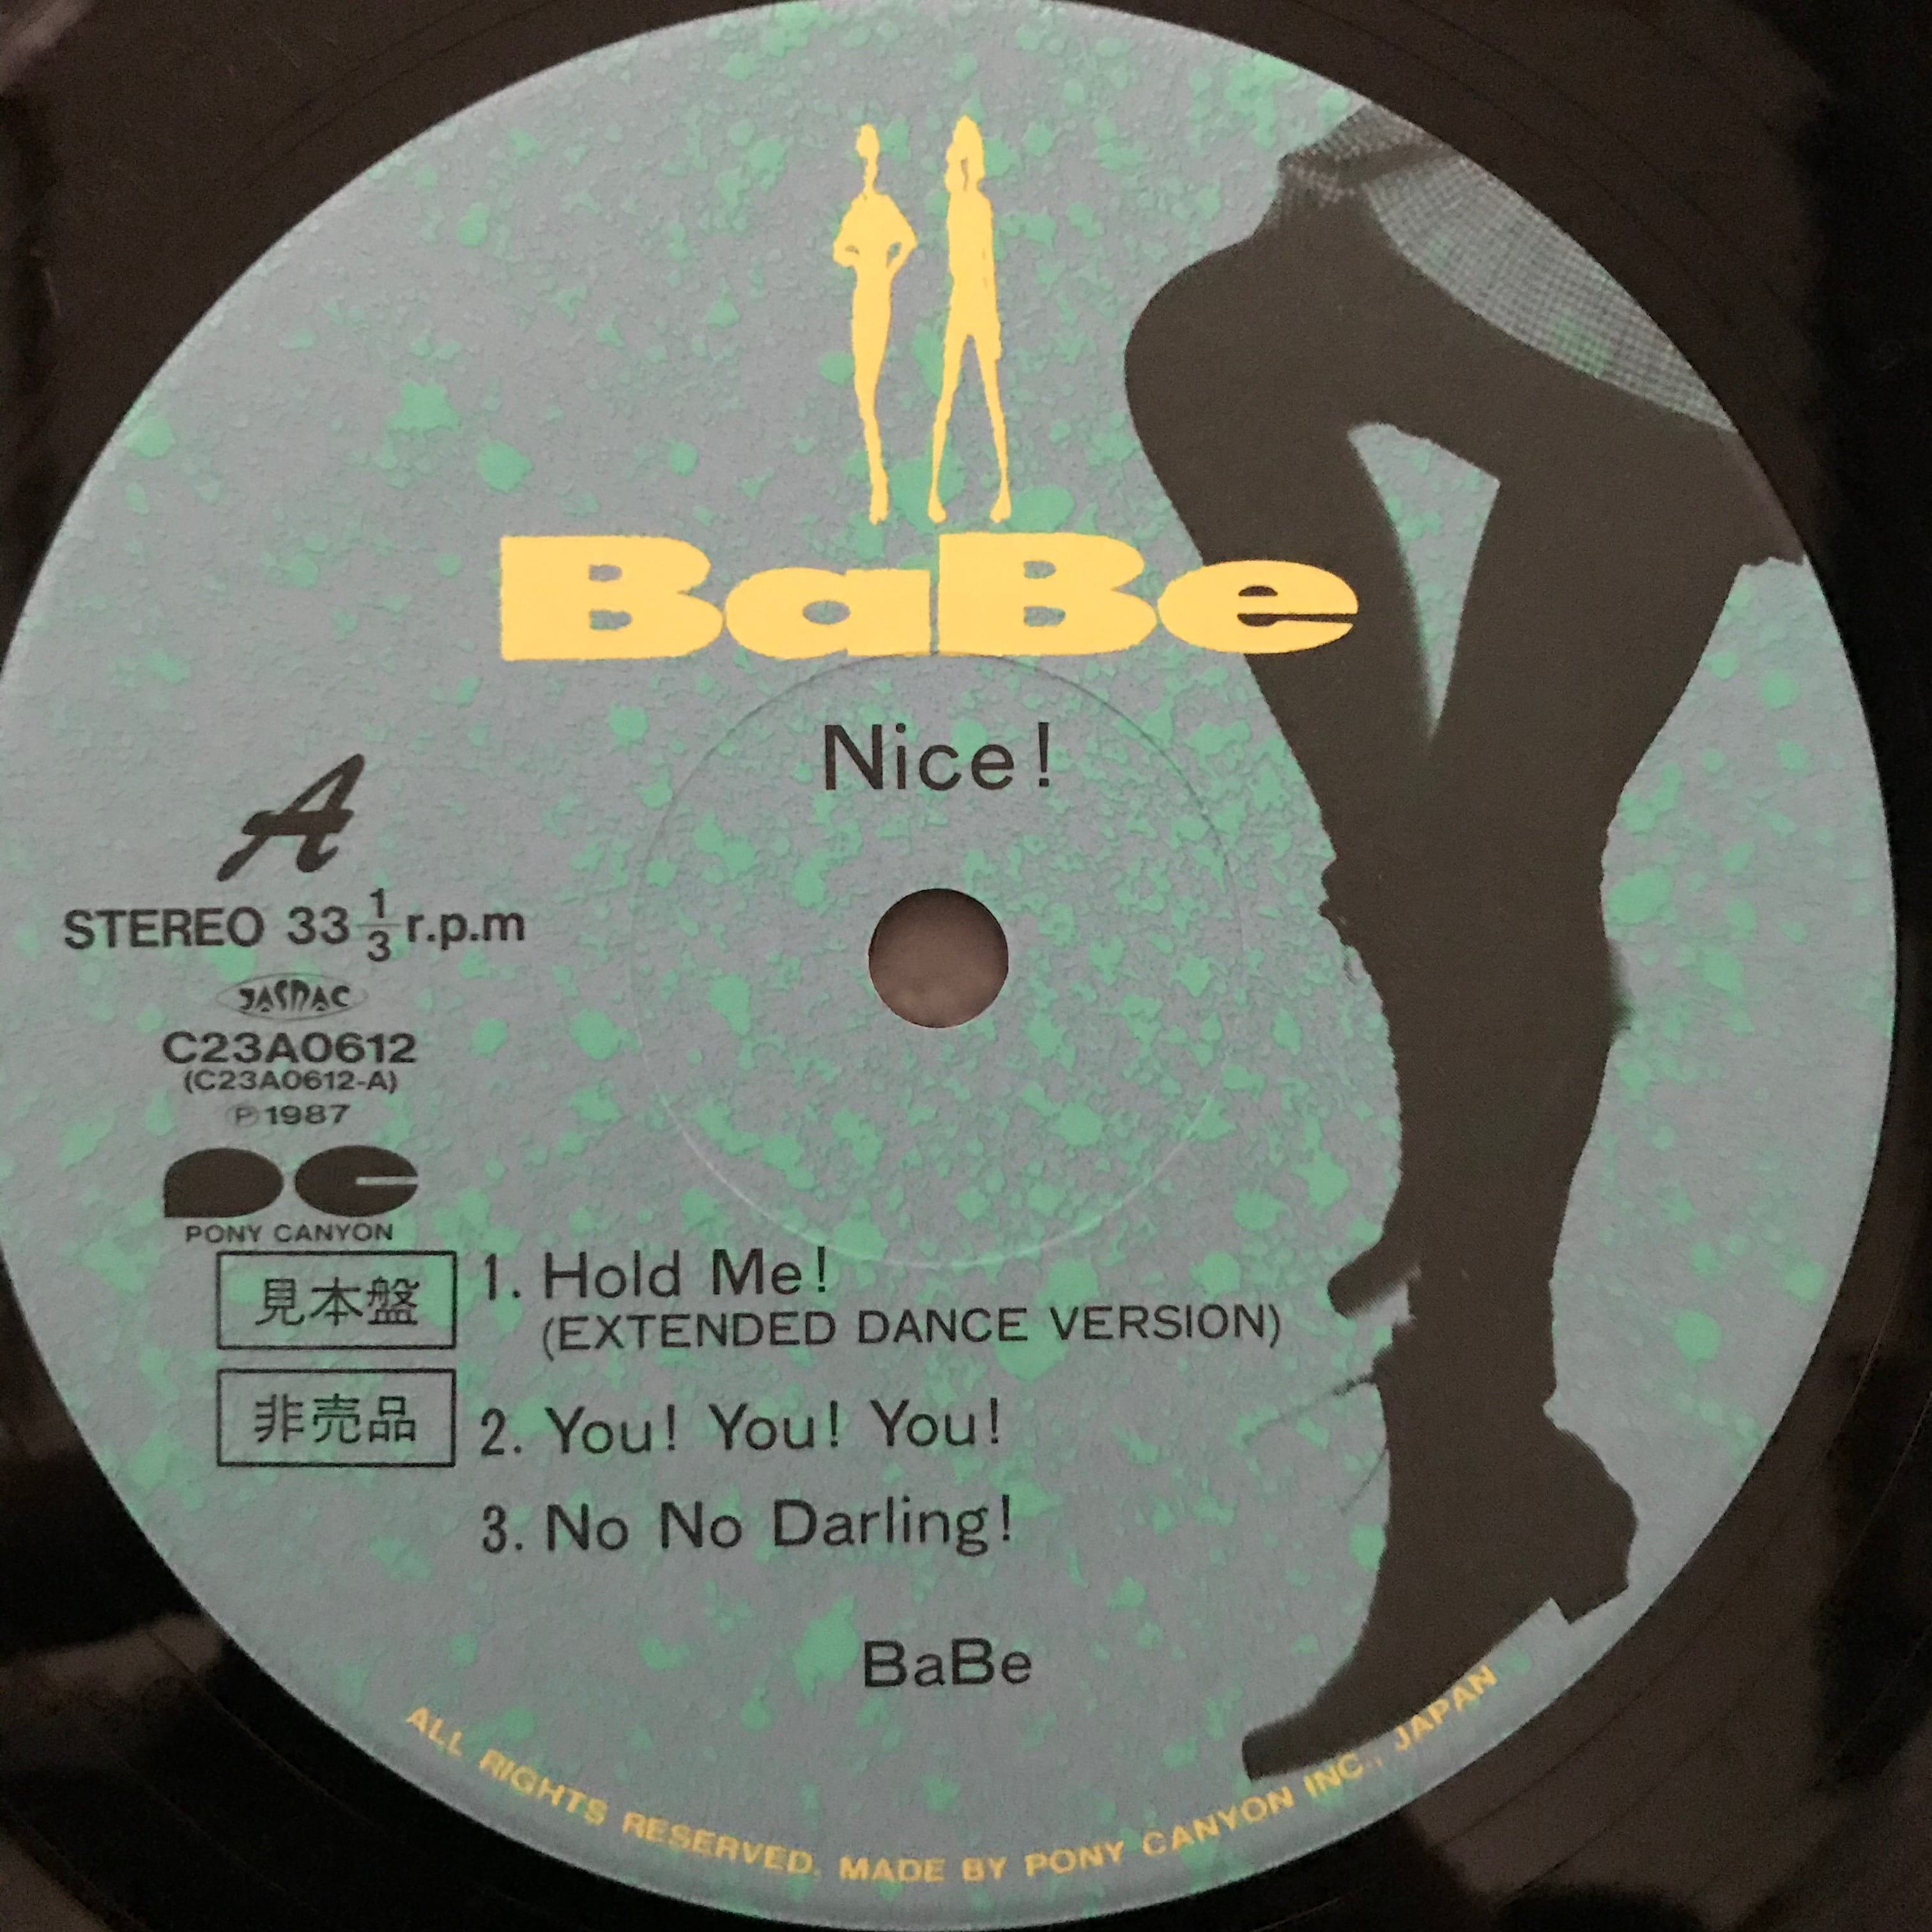 BaBe
Nice!
A
STEREO 33 1/3 r.p.m
JASRAC
C23A0612
(C23A0612-A)
Ⓟ1987
PC
PONY CANYON
見本盤
非売品
1. Hold Me!
(EXTENDED DANCE VERSION)
2. You! You! You!
3. No No Darling!
BaBe
ALL RIGHTS RESERVED. MADE BY PONY CANYON INC., JAPAN